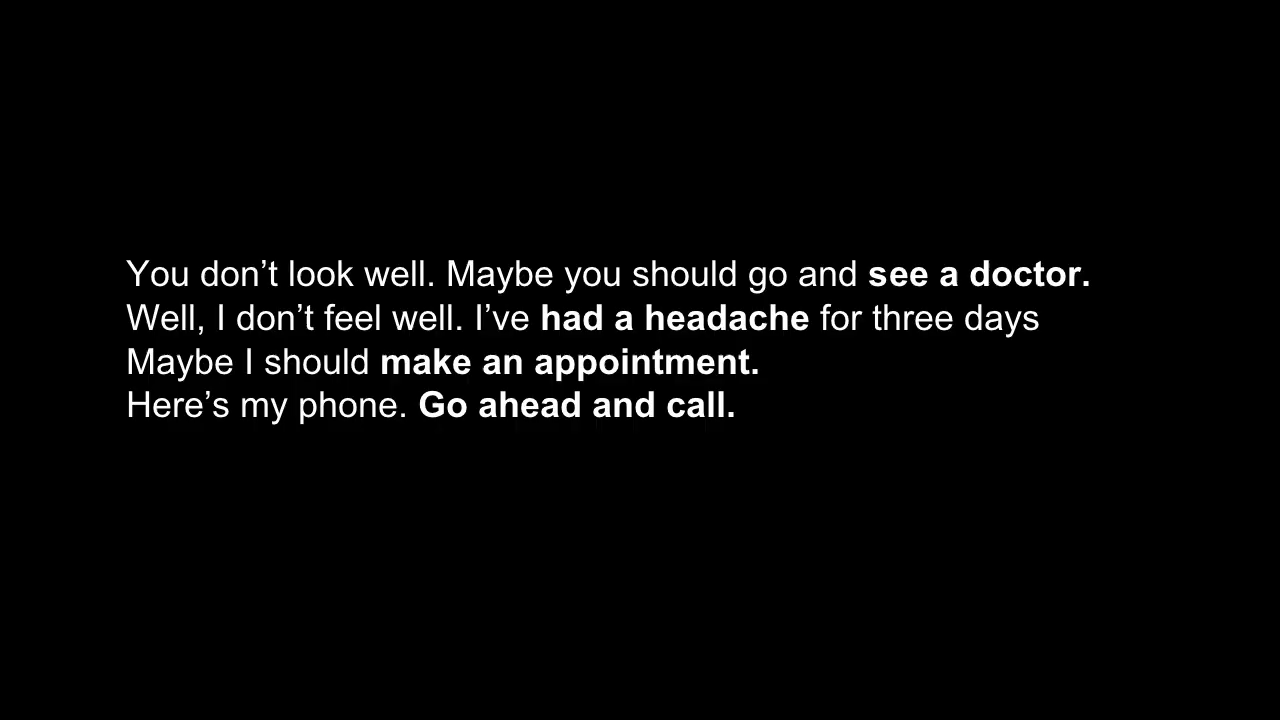 You don’t look well. Maybe you should go and see a doctor.
Well, I don’t feel well. I’ve had a headache for three days
Maybe I should make an appointment.
Here’s my phone. Go ahead and call.